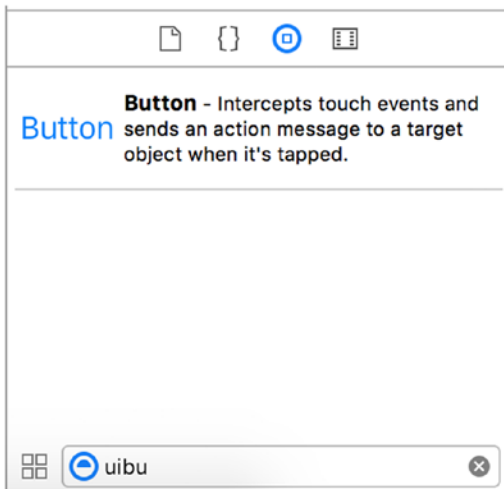 {}
Button - Intercepts touch events and
Button sends an action message to a target
object when it's tapped.
uibu